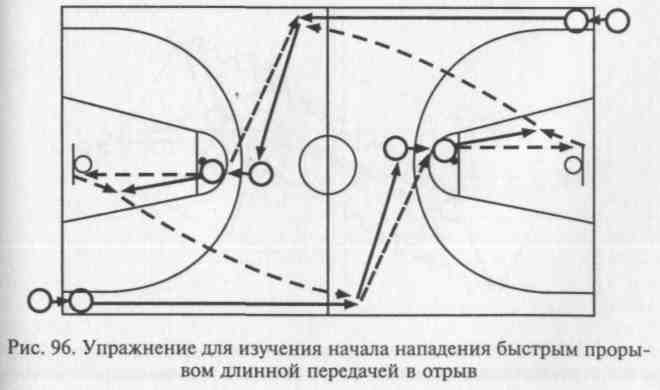 Рис. 96. Упражнение для изучения начала нападения быстрым проры-
вом длинной передачей в отрыв